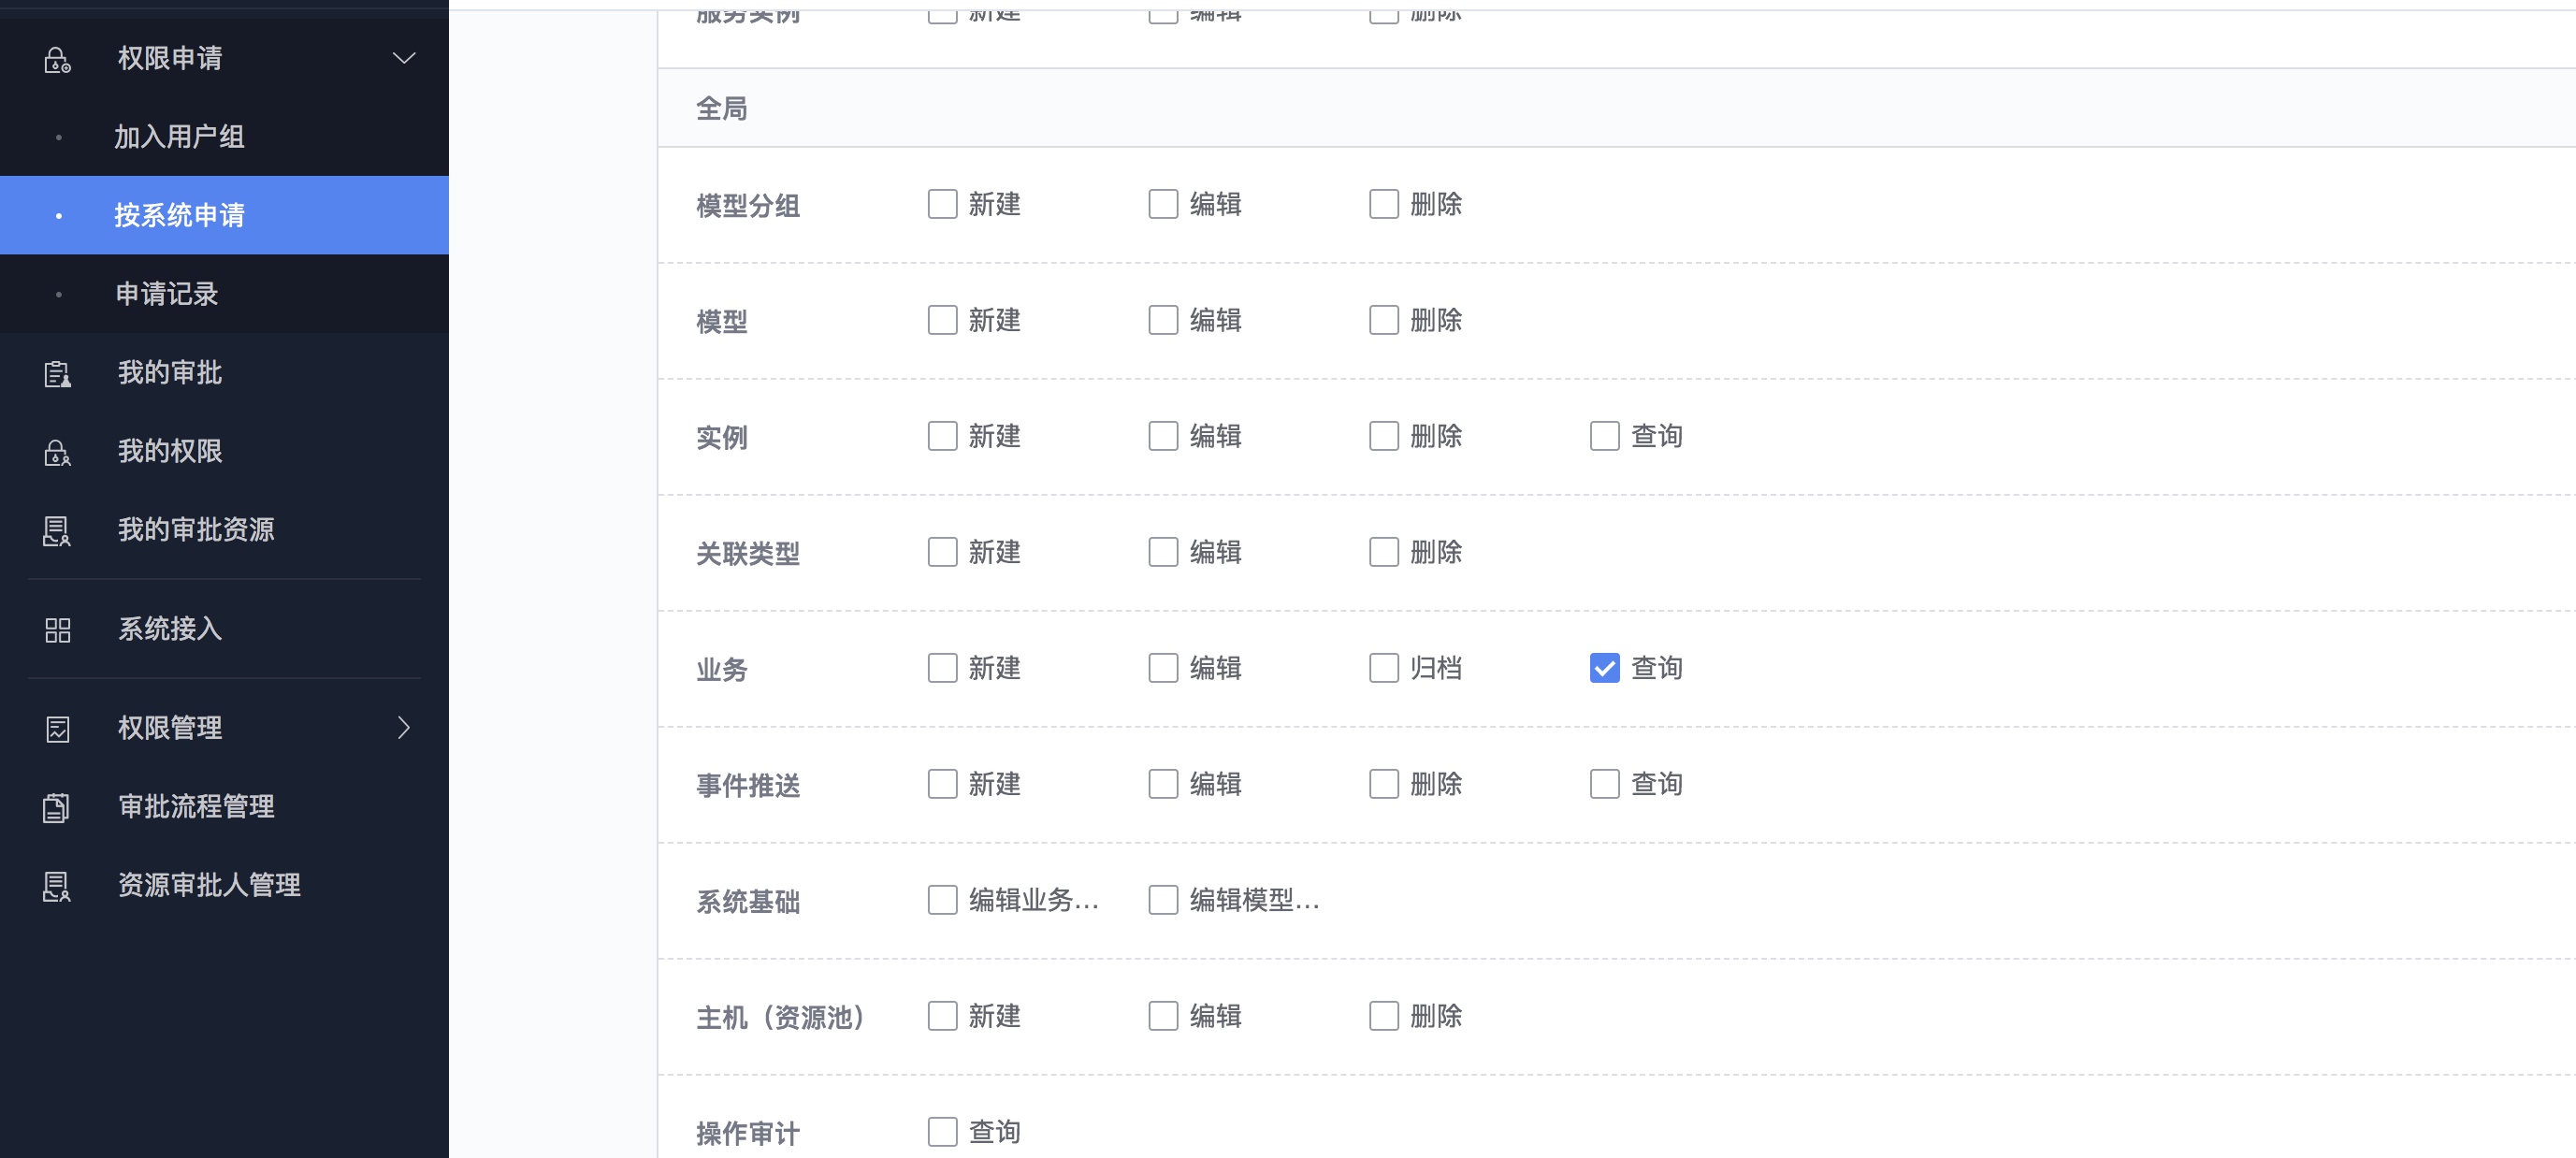 权限申请
加入用户组
按系统申请
申请记录
我的审批
我的权限
我的审批资源
系统接入
权限管理
审批流程管理
资源审批人管理
服务实例 新建 编辑 删除
全局
模型分组 新建 编辑 删除
模型 新建 编辑 删除
实例 新建 编辑 删除 查询
关联类型 新建 编辑 删除
业务 新建 编辑 归档 查询
事件推送 新建 编辑 删除 查询
系统基础 编辑业务... 编辑模型...
主机（资源池） 新建 编辑 删除
操作审计 查询